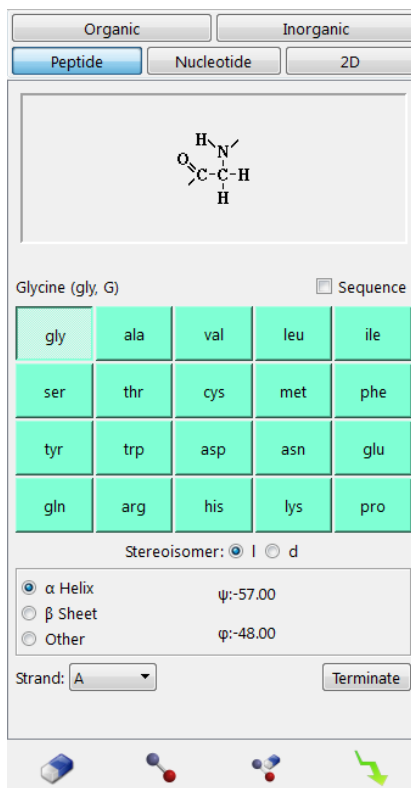 Organic Inorganic
Peptide Nucleotide 2D
H N
O C-C-H
H
Glycine (gly, G) Sequence
gly ala val leu ile
ser thr cys met phe
tyr trp asp asn glu
gln arg his lys pro
Stereoisomer: l d
α Helix ψ:-57.00
β Sheet
Other φ:-48.00
Strand: A Terminate